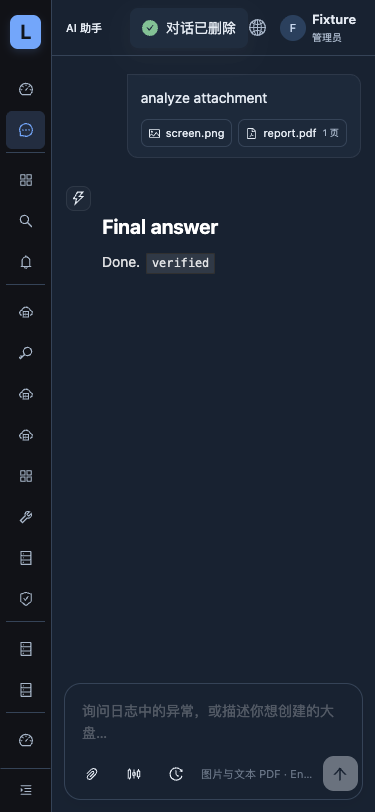 L
AI 助手
对话已删除
F
Fixture
管理员
analyze attachment
screen.png
report.pdf 1 页
Final answer
Done. verified
询问日志中的异常，或描述你想创建的大
盘...
图片与文本 PDF · En...